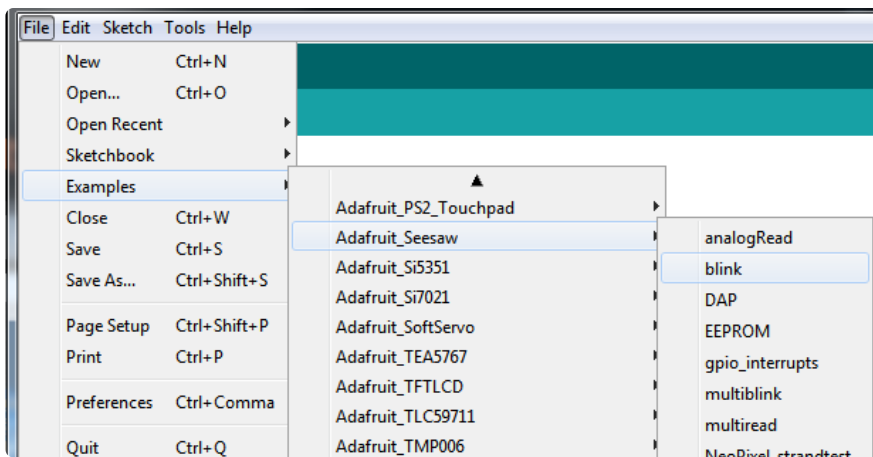 File Edit Sketch Tools Help
New Ctrl+N
Open... Ctrl+O
Open Recent
Sketchbook
Examples
Close Ctrl+W
Save Ctrl+S
Save As... Ctrl+Shift+S
Page Setup Ctrl+Shift+P
Print Ctrl+P
Preferences Ctrl+Comma
Quit Ctrl+Q
Adafruit_PS2_Touchpad
Adafruit_Seesaw
Adafruit_Si5351
Adafruit_Si7021
Adafruit_SoftServo
Adafruit_TEA5767
Adafruit_TFTLCD
Adafruit_TLC59711
Adafruit_TMP006
analogRead
blink
DAP
EEPROM
gpio_interrupts
multiblink
multiread
NeoPixel_strandtest